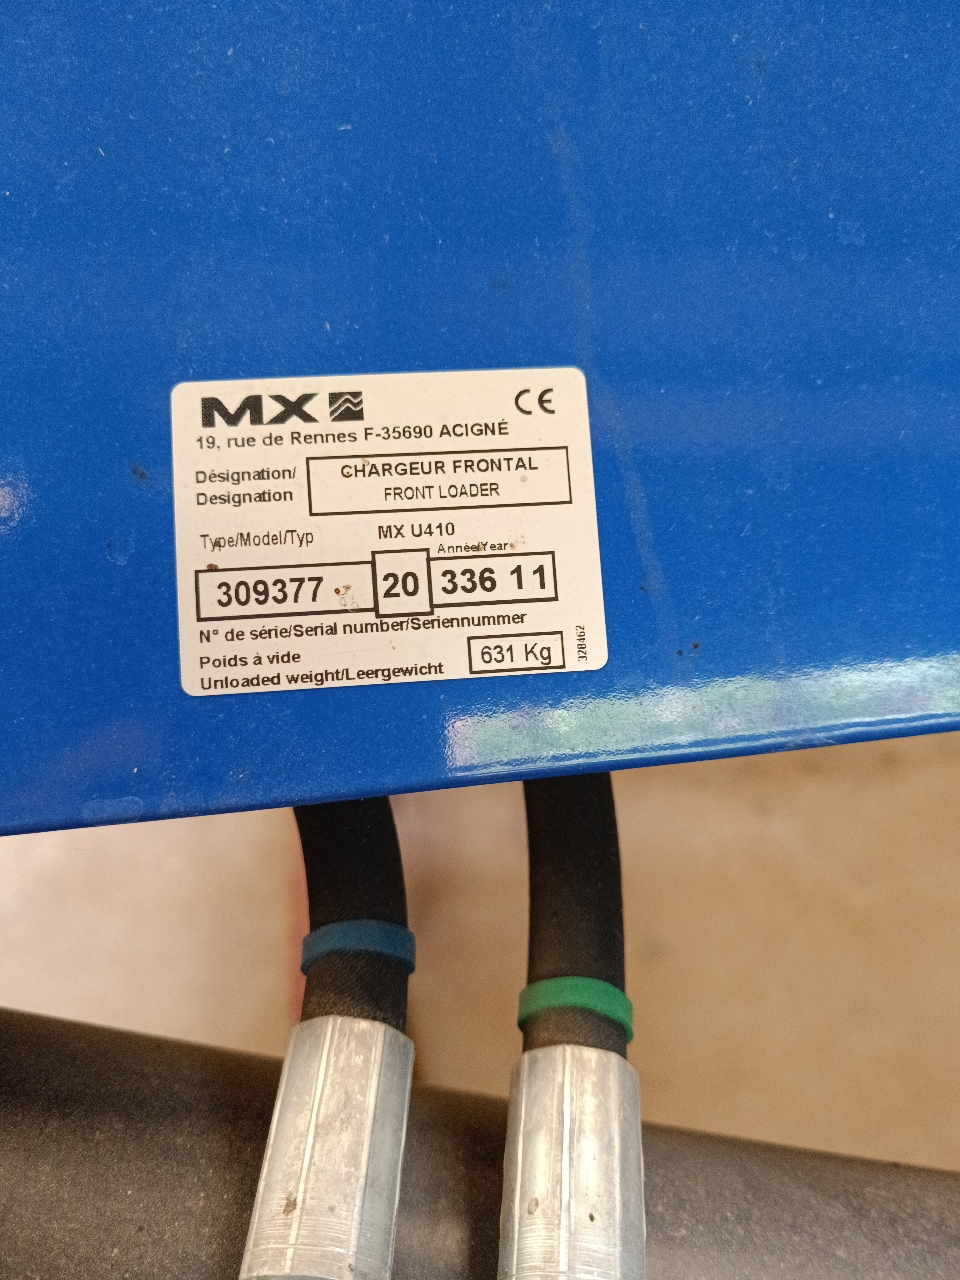 MX CE
19, rue de Rennes F-35690 ACIGNÉ
Désignation/
Designation
CHARGEUR FRONTAL
FRONT LOADER
Type/Model/Typ MX U410
Année/Year
309377 20 336 11
N° de série/Serial number/Seriennummer
Poids à vide
Unloaded weight/Leergewicht
631 Kg
328462